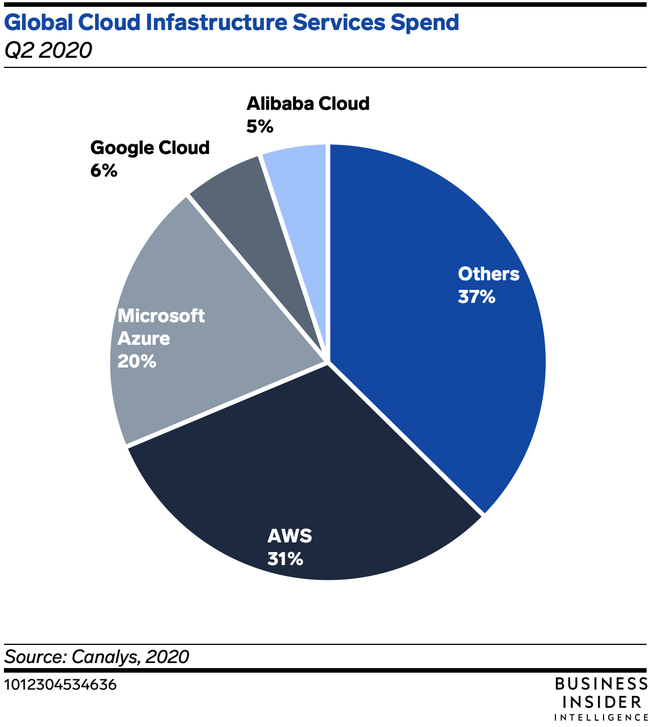 Global Cloud Infastructure Services Spend
Q2 2020
Alibaba Cloud
5%
Google Cloud
6%
Others
37%
Microsoft
Azure
20%
AWS
31%
Source: Canalys, 2020
1012304534636
BUSINESS
INSIDER
INTELLIGENCE